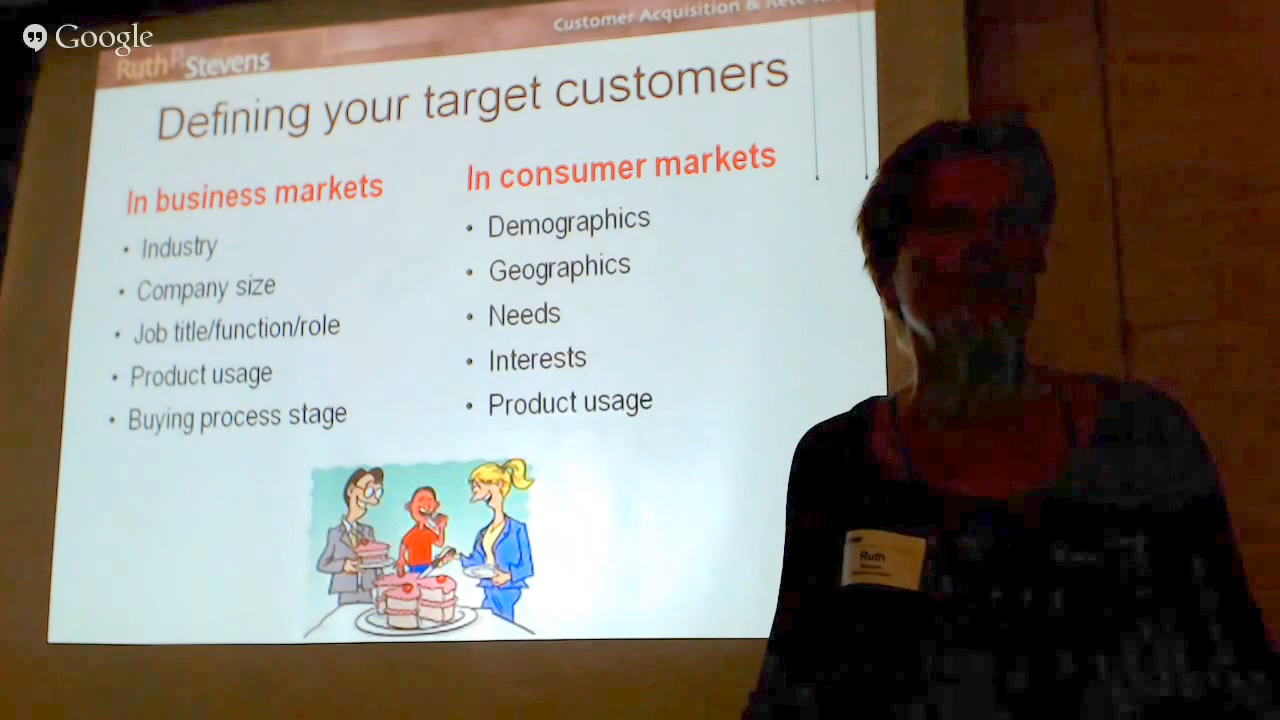 Google
Customer Acquisition &
Ruth P. Stevens
Defining your target customers
In business markets
• Industry
• Company size
• Job title/function/role
• Product usage
• Buying process stage
In consumer markets
• Demographics
• Geographics
• Needs
• Interests
• Product usage
Ruth